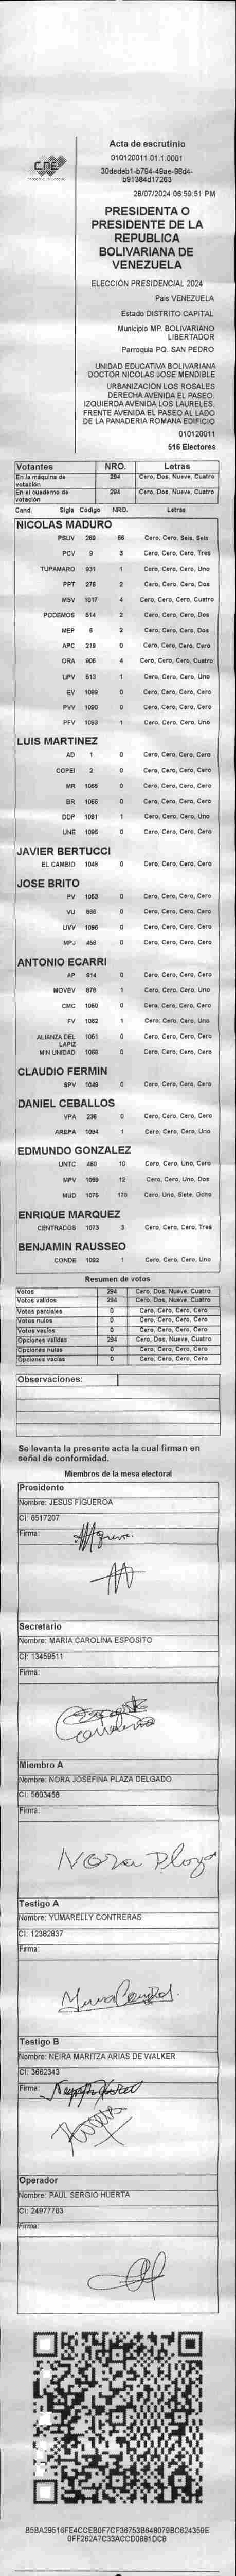 CNE
Acta de escrutinio
010120011.01.1.0001
30dedeb1-b794-49ae-98d4-
b91384d17263
28/07/2024 06:59:51 PM
PRESIDENTA O
PRESIDENTE DE LA
REPUBLICA
BOLIVARIANA DE
VENEZUELA
ELECCIÓN PRESIDENCIAL 2024
País VENEZUELA
Estado DISTRITO CAPITAL
Municipio MP. BOLIVARIANO
LIBERTADOR
Parroquia PQ. SAN PEDRO
UNIDAD EDUCATIVA BOLIVARIANA
DOCTOR NICOLAS JOSE MENDIBLE
URBANIZACIÓN LOS ROSALES
DERECHA AVENIDA EL PASEO.
IZQUIERDA AVENIDA LOS LAURELES.
FRENTE AVENIDA EL PASEO AL LADO
DE LA PANADERIA ROMANA EDIFICIO
010120011
516 Electores
Votantes NRO. Letras
En la máquina de votación 294 Cero, Dos, Nueve, Cuatro
En el cuaderno de votación 294 Cero, Dos, Nueve, Cuatro
Cand. Sigla Código NRO. Letras
NICOLAS MADURO
PSUV 269 66 Cero, Cero, Seis, Seis
PCV 9 3 Cero, Cero, Cero, Tres
TUPAMARO 931 1 Cero, Cero, Cero, Uno
PPT 276 2 Cero, Cero, Cero, Dos
MSV 1017 4 Cero, Cero, Cero, Cuatro
PODEMOS 514 2 Cero, Cero, Cero, Dos
MEP 6 2 Cero, Cero, Cero, Dos
APC 219 0 Cero, Cero, Cero, Cero
ORA 906 4 Cero, Cero, Cero, Cuatro
UPV 513 1 Cero, Cero, Cero, Uno
EV 1089 0 Cero, Cero, Cero, Cero
PVV 1090 0 Cero, Cero, Cero, Cero
PFV 1093 1 Cero, Cero, Cero, Uno
LUIS MARTINEZ
AD 1 0 Cero, Cero, Cero, Cero
COPEI 2 0 Cero, Cero, Cero, Cero
MR 1065 0 Cero, Cero, Cero, Cero
BR 1066 0 Cero, Cero, Cero, Cero
DDP 1091 1 Cero, Cero, Cero, Uno
UNE 1095 0 Cero, Cero, Cero, Cero
JAVIER BERTUCCI
EL CAMBIO 1048 0 Cero, Cero, Cero, Cero
JOSE BRITO
PV 1053 0 Cero, Cero, Cero, Cero
VU 968 0 Cero, Cero, Cero, Cero
UVV 1096 0 Cero, Cero, Cero, Cero
MPJ 458 0 Cero, Cero, Cero, Cero
ANTONIO ECARRI
AP 814 0 Cero, Cero, Cero, Cero
MOVEV 878 1 Cero, Cero, Cero, Uno
CMC 1050 0 Cero, Cero, Cero, Cero
FV 1062 1 Cero, Cero, Cero, Uno
ALIANZA DEL LAPIZ 1051 0 Cero, Cero, Cero, Cero
MIN UNIDAD 1088 0 Cero, Cero, Cero, Cero
CLAUDIO FERMIN
SPV 1049 0 Cero, Cero, Cero, Cero
DANIEL CEBALLOS
VPA 236 0 Cero, Cero, Cero, Cero
AREPA 1094 1 Cero, Cero, Cero, Uno
EDMUNDO GONZALEZ
UNTC 460 10 Cero, Cero, Uno, Cero
MPV 1069 12 Cero, Cero, Uno, Dos
MUD 1076 178 Cero, Uno, Siete, Ocho
ENRIQUE MARQUEZ
CENTRADOS 1073 3 Cero, Cero, Cero, Tres
BENJAMIN RAUSSEO
CONDE 1092 1 Cero, Cero, Cero, Uno
Resumen de votos
Votos 294 Cero, Dos, Nueve, Cuatro
Votos validos 294 Cero, Dos, Nueve, Cuatro
Votos parciales 0 Cero, Cero, Cero, Cero
Votos nulos 0 Cero, Cero, Cero, Cero
Votos vacíos 0 Cero, Cero, Cero, Cero
Opciones validas 294 Cero, Dos, Nueve, Cuatro
Opciones nulas 0 Cero, Cero, Cero, Cero
Opciones vacías 0 Cero, Cero, Cero, Cero
Observaciones:
Se levanta la presente acta la cual firman en
señal de conformidad.
Miembros de la mesa electoral
Presidente
Nombre: JESUS FIGUEROA
CI: 6517207
Firma:
Secretario
Nombre: MARIA CAROLINA ESPOSITO
CI: 13459511
Firma:
Miembro A
Nombre: NORA JOSEFINA PLAZA DELGADO
CI: 5603458
Firma:
Nora Plaza
Testigo A
Nombre: YUMARELLY CONTRERAS
CI: 12382837
Firma:
Testigo B
Nombre: NEIRA MARITZA ARIAS DE WALKER
CI: 3662343
Firma:
Operador
Nombre: PAUL SERGIO HUERTA
CI: 24977703
Firma:
B5BA29516FE4CCEB0F7CF36753B648079BC624359E
0FF262A7C33ACCD0881DC8